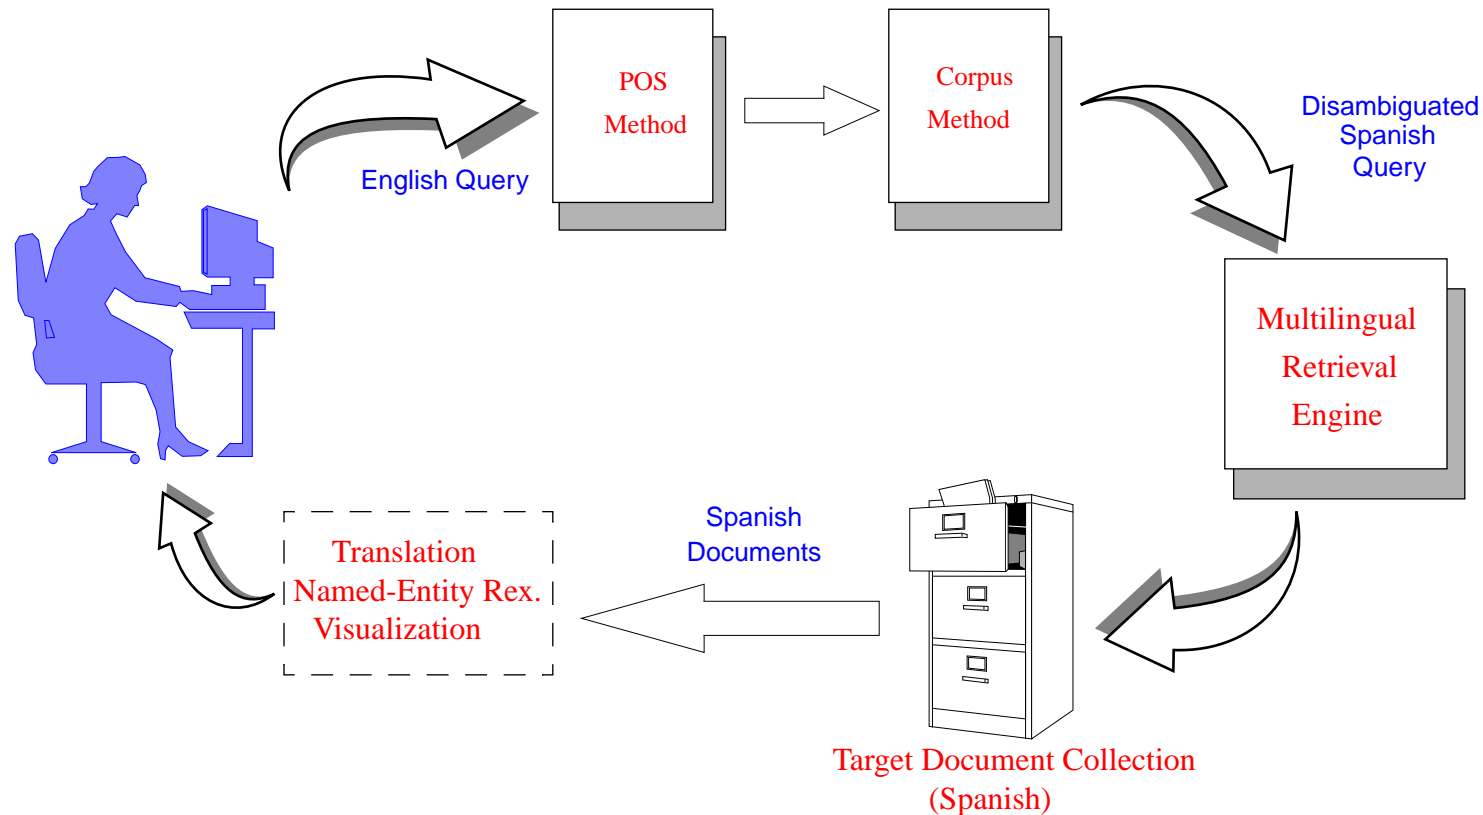 POS
Method
Corpus
Method
English Query
Disambiguated
Spanish
Query
Multilingual
Retrieval
Engine
Spanish
Documents
Translation
Named-Entity Rex.
Visualization
Target Document Collection
(Spanish)